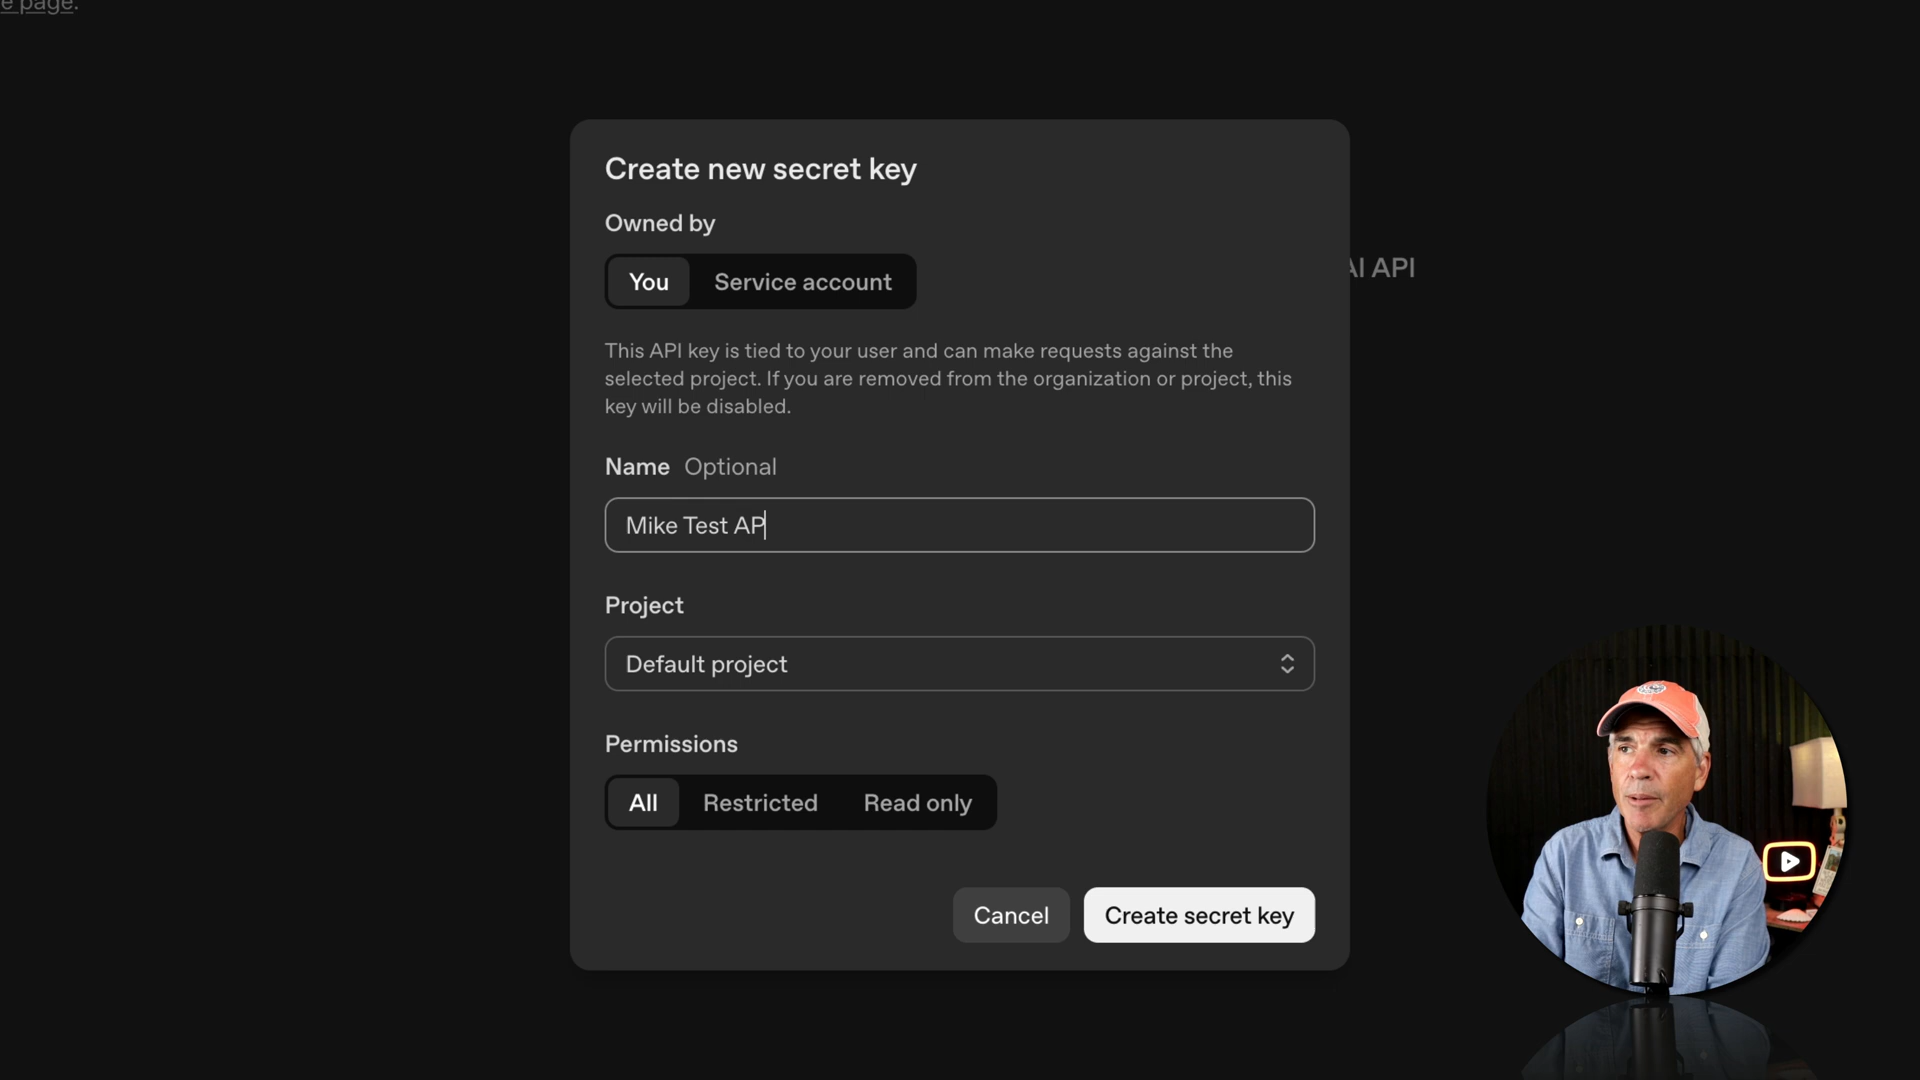 e page.
Create new secret key
Owned by
You Service account
AI API
This API key is tied to your user and can make requests against the
selected project. If you are removed from the organization or project, this
key will be disabled.
Name Optional
Mike Test AP
Project
Default project
Permissions
All Restricted Read only
Cancel Create secret key